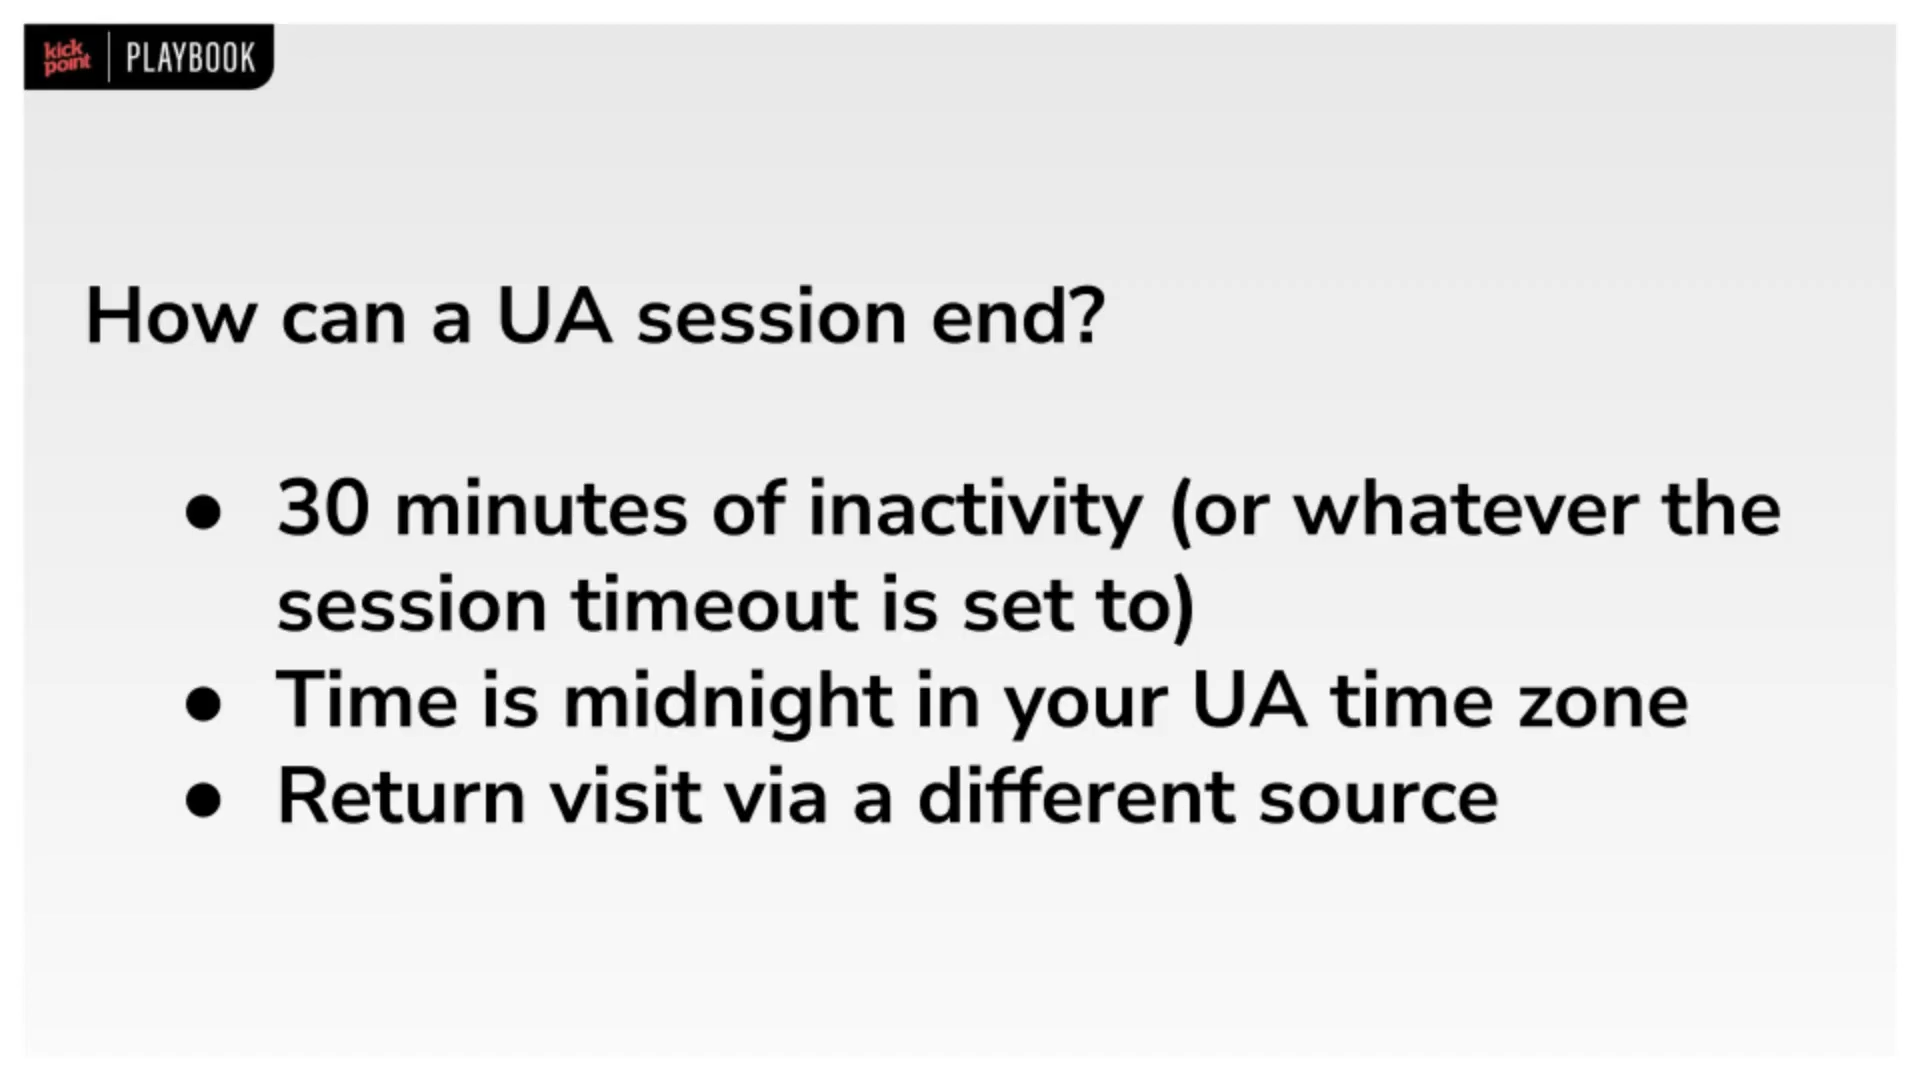 kick
point
PLAYBOOK
How can a UA session end?
● 30 minutes of inactivity (or whatever the
session timeout is set to)
● Time is midnight in your UA time zone
● Return visit via a different source